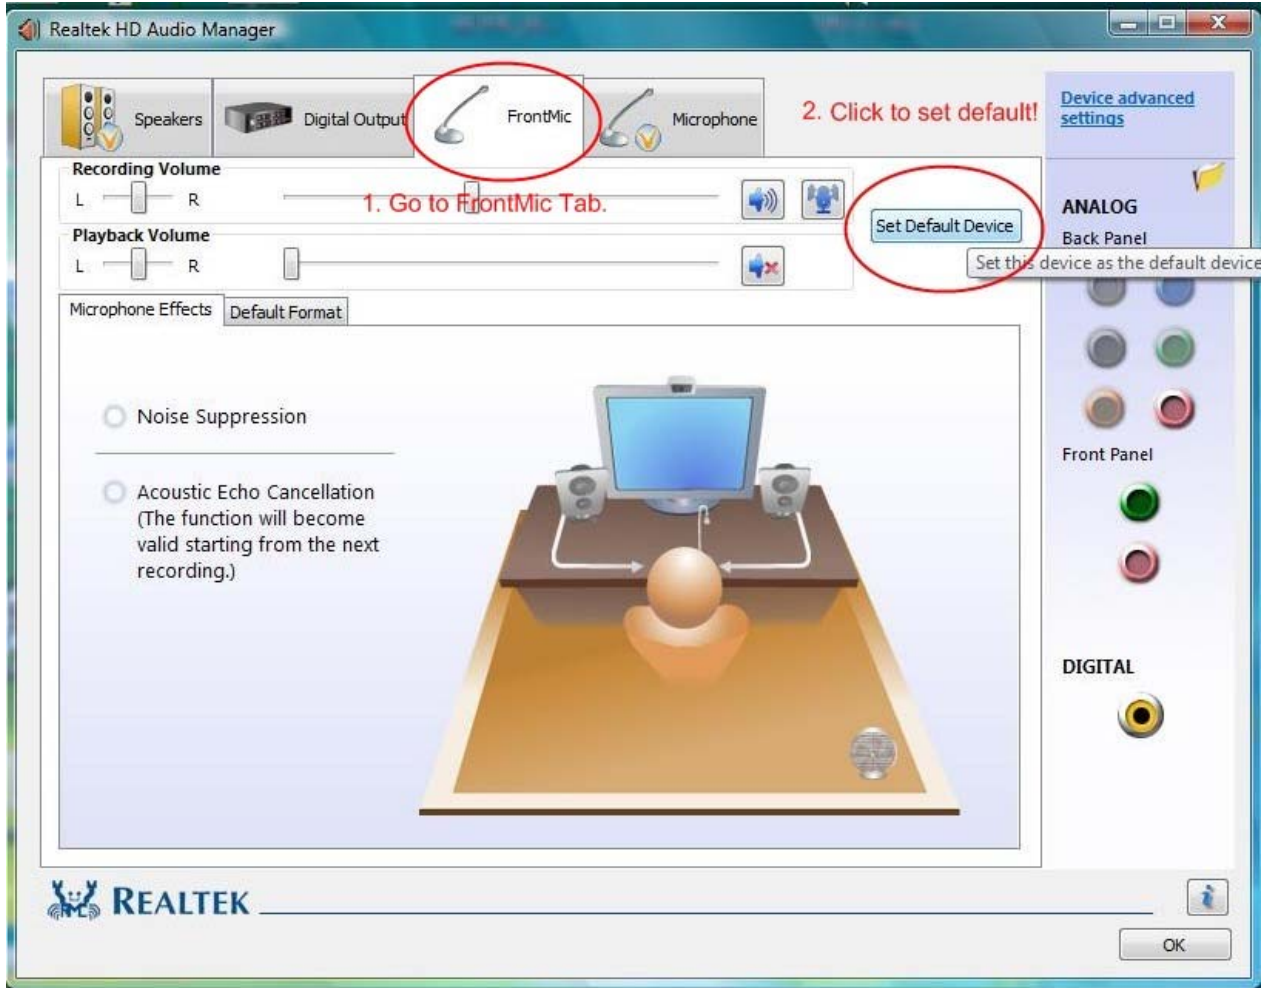 Realtek HD Audio Manager
Speakers
Digital Output
FrontMic
Microphone
2. Click to set default!
Device advanced
settings
Recording Volume
L R
1. Go to FrontMic Tab.
Set Default Device
Playback Volume
L R
Set this device as the default device
ANALOG
Back Panel
Microphone Effects
Default Format
Noise Suppression
Acoustic Echo Cancellation
(The function will become
valid starting from the next
recording.)
Front Panel
DIGITAL
REALTEK
OK